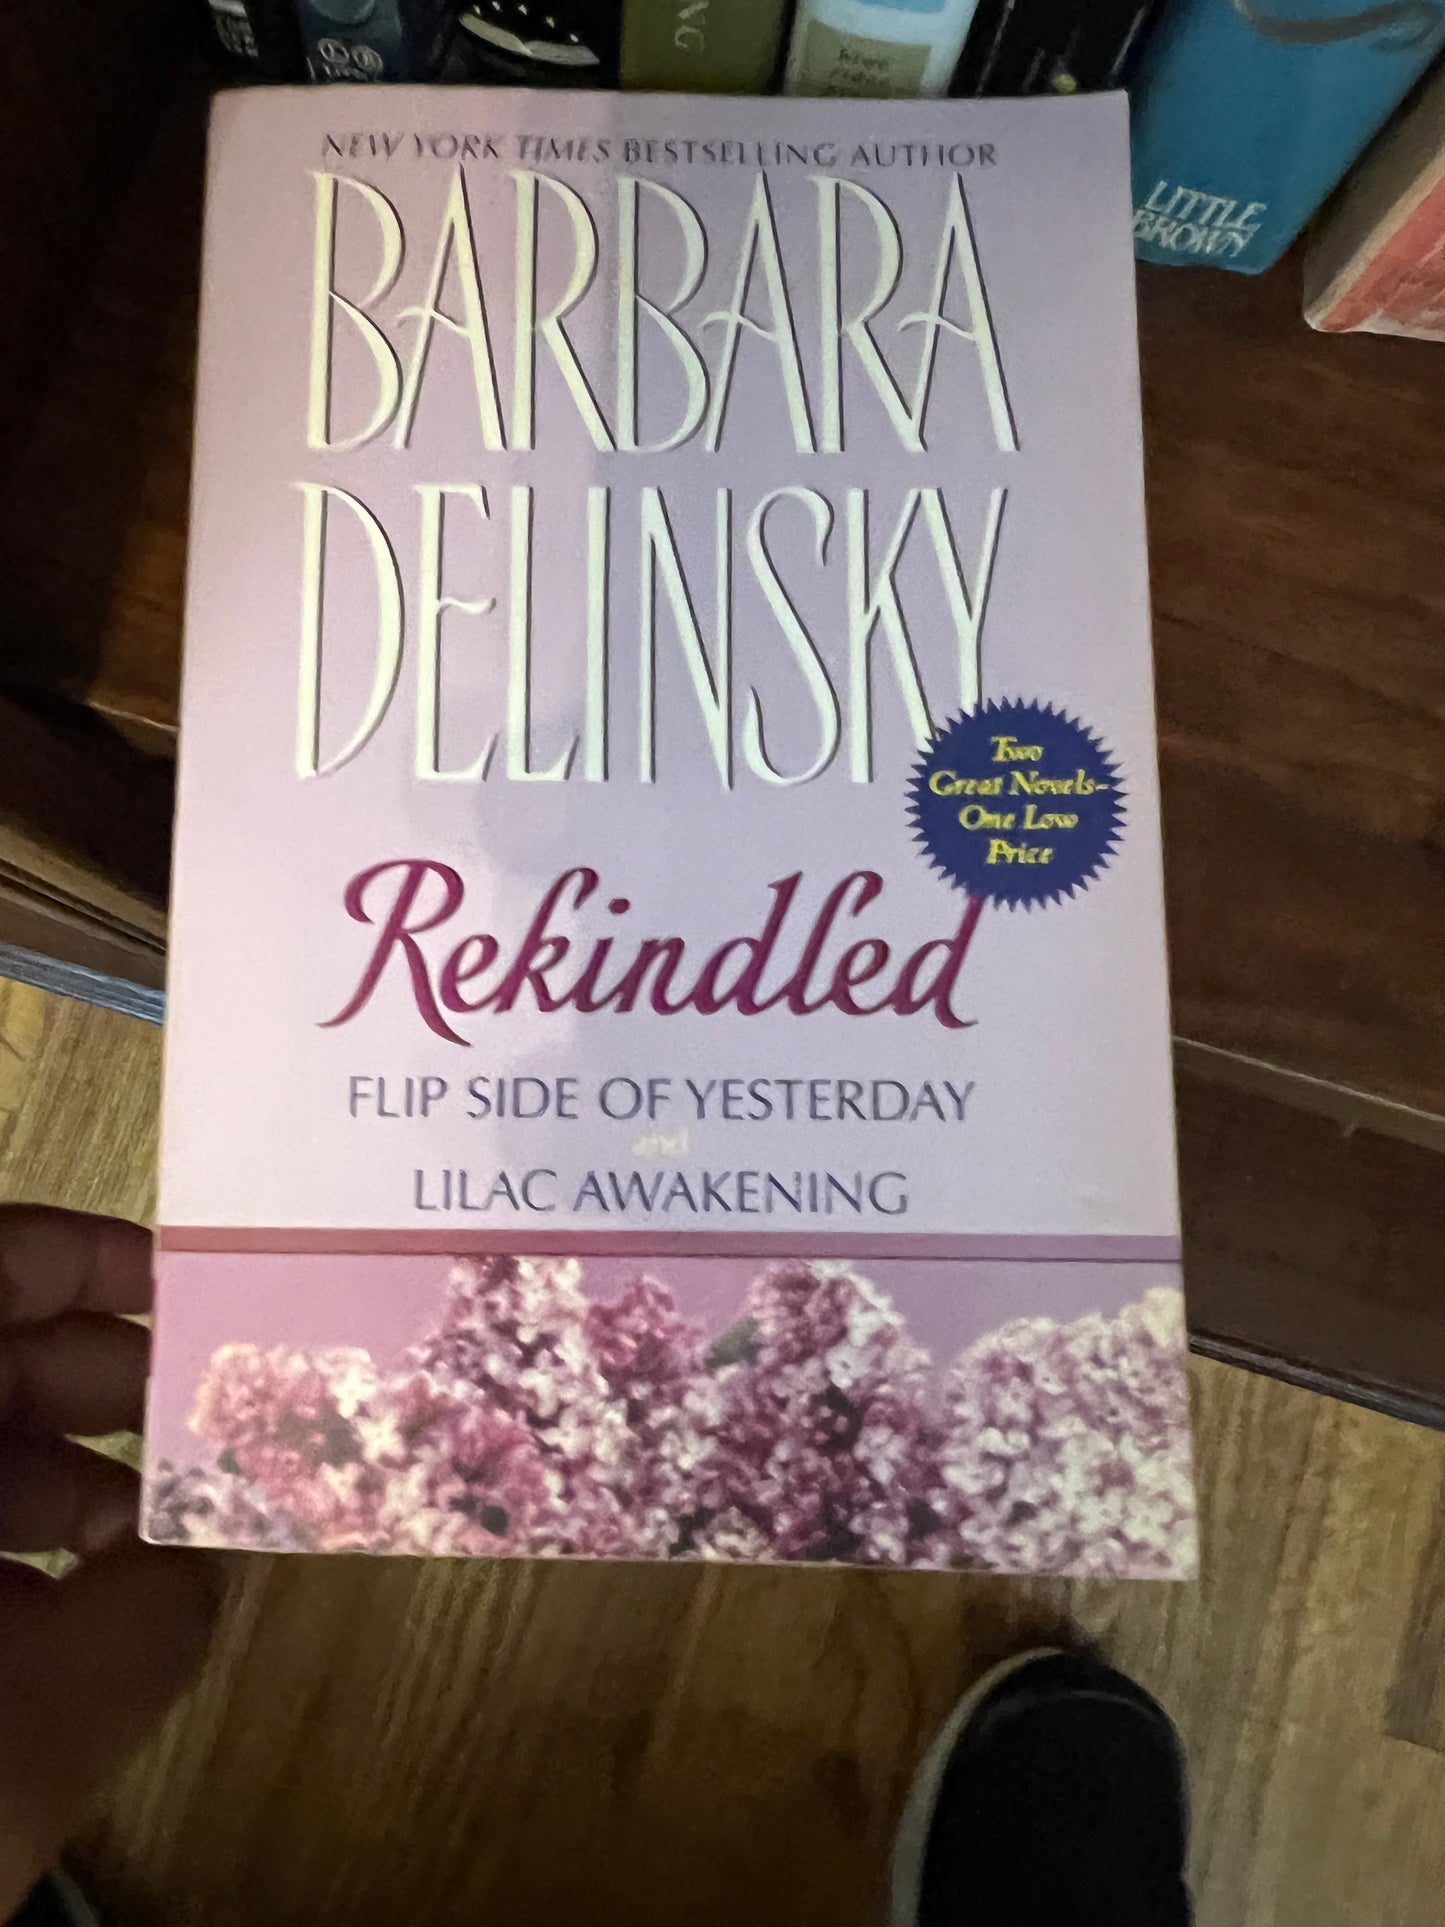 NG
LITTLE
BROWN
NEW YORK TIMES BESTSELLING AUTHOR
BARBARA
DELINSKY
Two
Great Novels-
One Low
Price
Rekindled
FLIP SIDE OF YESTERDAY
and
LILAC AWAKENING